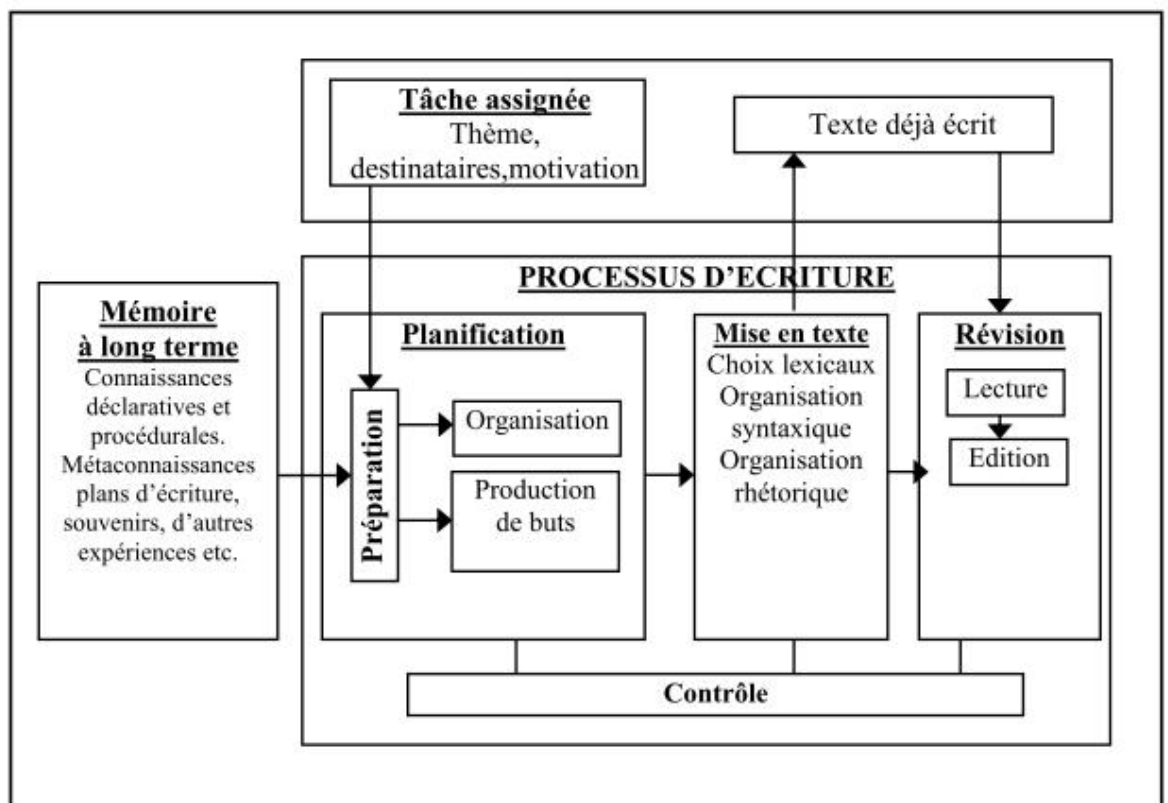 Tâche assignée
Thème,
destinataires,motivation
Texte déjà écrit
PROCESSUS D’ECRITURE
Mémoire
à long terme
Connaissances
déclaratives et
procédurales.
Métaconnaissances
plans d’écriture,
souvenirs, d’autres
expériences etc.
Planification
Préparation
Organisation
Production
de buts
Mise en texte
Choix lexicaux
Organisation
syntaxique
Organisation
rhétorique
Révision
Lecture
Edition
Contrôle